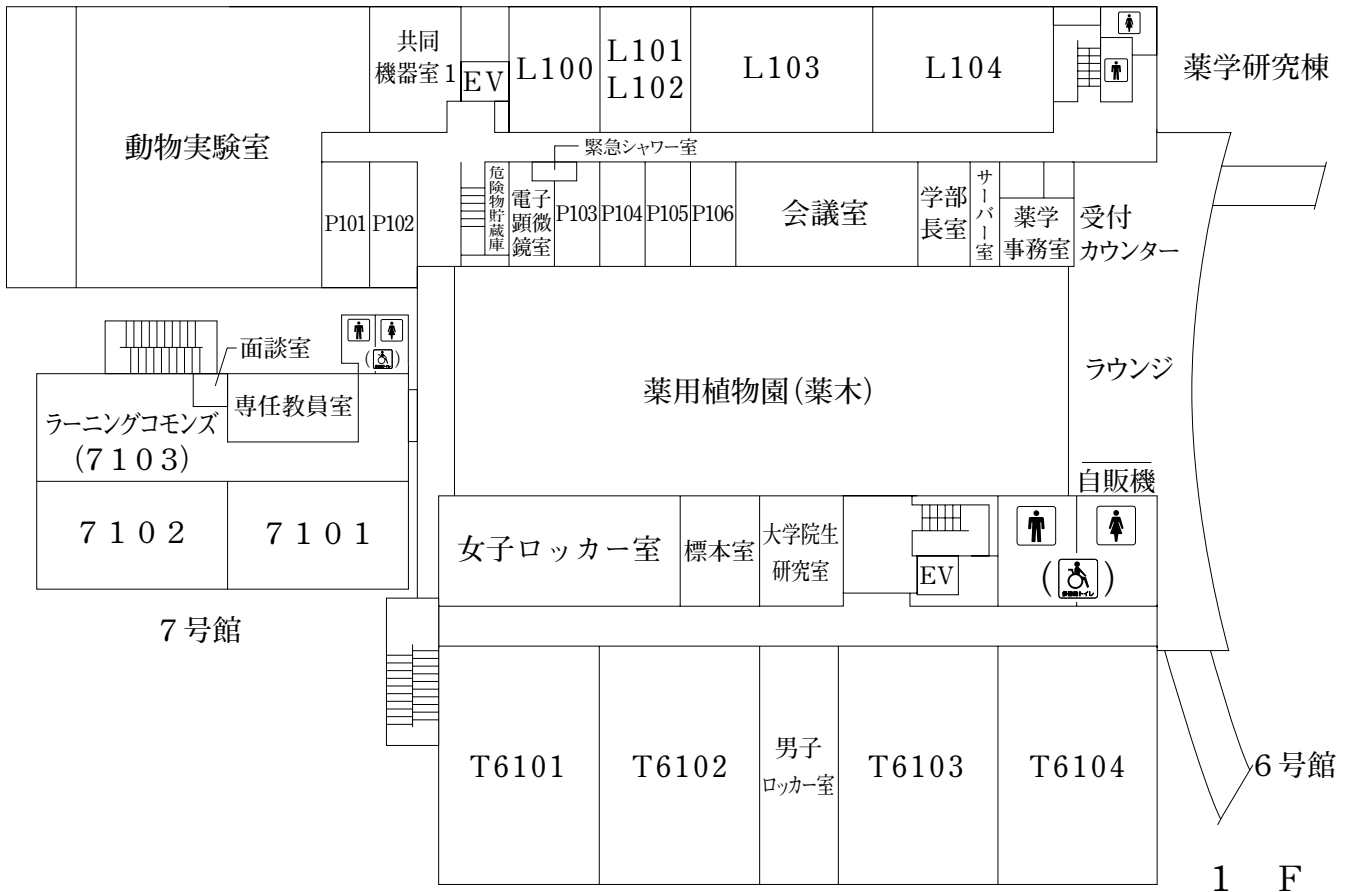 共同
機器室1
EV
L100
L101
L102
L103
L104
薬学研究棟
動物実験室
緊急シャワー室
P101
P102
危険物貯蔵庫
電子
顕微
鏡室
P103
P104
P105
P106
会議室
学部
長室
サーバー室
薬学
事務室
受付
カウンター
面談室
専任教員室
ラーニングコモンズ
(7103)
7102
7101
7号館
薬用植物園(薬木)
ラウンジ
自販機
女子ロッカー室
標本室
大学院生
研究室
EV
T6101
T6102
男子
ロッカー室
T6103
T6104
6号館
1 F